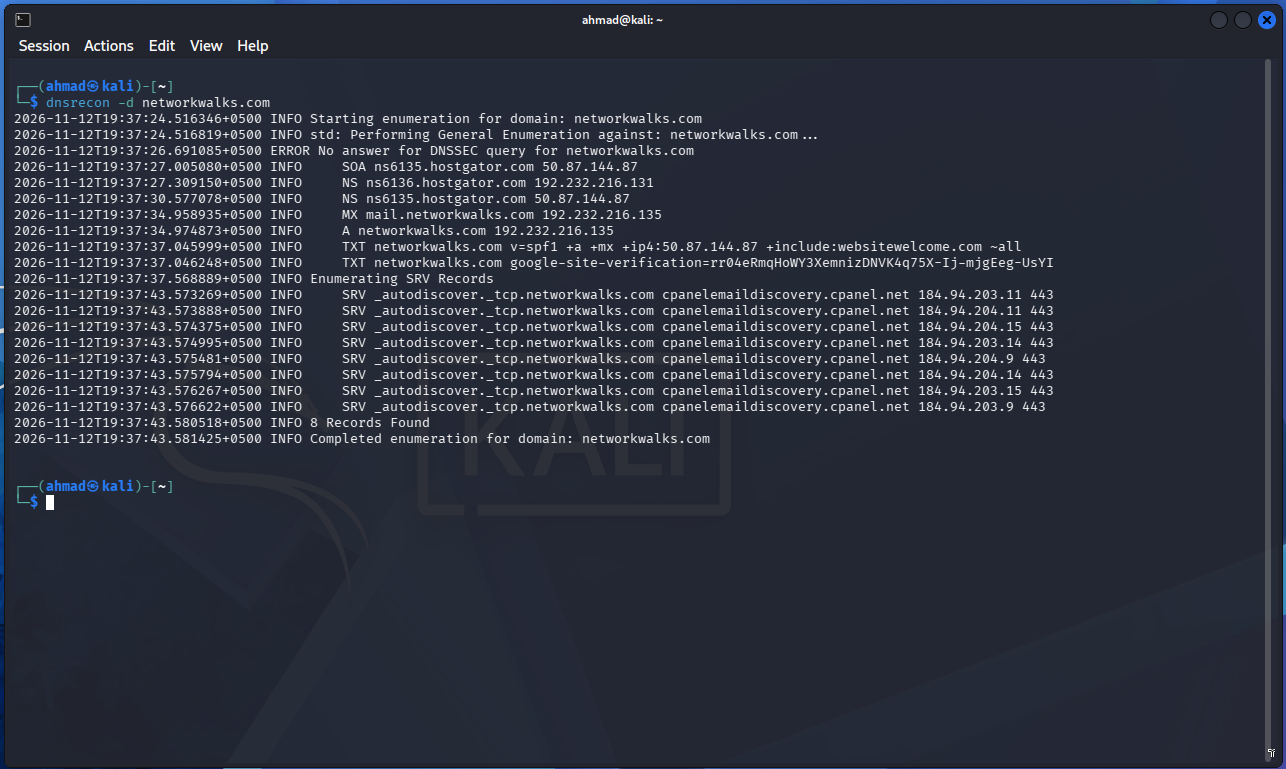 ahmad@kali: ~
Session Actions Edit View Help
┌──(ahmad㉿kali)-[~]
└─$ dnsrecon -d networkwalks.com
2026-11-12T19:37:24.516346+0500 INFO Starting enumeration for domain: networkwalks.com
2026-11-12T19:37:24.516819+0500 INFO std: Performing General Enumeration against: networkwalks.com...
2026-11-12T19:37:26.691085+0500 ERROR No answer for DNSSEC query for networkwalks.com
2026-11-12T19:37:27.005080+0500 INFO     SOA ns6135.hostgator.com 50.87.144.87
2026-11-12T19:37:27.309150+0500 INFO     NS ns6136.hostgator.com 192.232.216.131
2026-11-12T19:37:30.577078+0500 INFO     NS ns6135.hostgator.com 50.87.144.87
2026-11-12T19:37:34.958935+0500 INFO     MX mail.networkwalks.com 192.232.216.135
2026-11-12T19:37:34.974873+0500 INFO     A networkwalks.com 192.232.216.135
2026-11-12T19:37:37.045999+0500 INFO     TXT networkwalks.com v=spf1 +a +mx +ip4:50.87.144.87 +include:websitewelcome.com ~all
2026-11-12T19:37:37.046248+0500 INFO     TXT networkwalks.com google-site-verification=rr04eRmqHoWY3XemnizDNVK4q75X-Ij-mjgEeg-UsYI
2026-11-12T19:37:37.568889+0500 INFO Enumerating SRV Records
2026-11-12T19:37:43.573269+0500 INFO     SRV _autodiscover._tcp.networkwalks.com cpanelemaildiscovery.cpanel.net 184.94.203.11 443
2026-11-12T19:37:43.573888+0500 INFO     SRV _autodiscover._tcp.networkwalks.com cpanelemaildiscovery.cpanel.net 184.94.204.11 443
2026-11-12T19:37:43.574375+0500 INFO     SRV _autodiscover._tcp.networkwalks.com cpanelemaildiscovery.cpanel.net 184.94.204.15 443
2026-11-12T19:37:43.574995+0500 INFO     SRV _autodiscover._tcp.networkwalks.com cpanelemaildiscovery.cpanel.net 184.94.203.14 443
2026-11-12T19:37:43.575481+0500 INFO     SRV _autodiscover._tcp.networkwalks.com cpanelemaildiscovery.cpanel.net 184.94.204.9 443
2026-11-12T19:37:43.575794+0500 INFO     SRV _autodiscover._tcp.networkwalks.com cpanelemaildiscovery.cpanel.net 184.94.204.14 443
2026-11-12T19:37:43.576267+0500 INFO     SRV _autodiscover._tcp.networkwalks.com cpanelemaildiscovery.cpanel.net 184.94.203.15 443
2026-11-12T19:37:43.576622+0500 INFO     SRV _autodiscover._tcp.networkwalks.com cpanelemaildiscovery.cpanel.net 184.94.203.9 443
2026-11-12T19:37:43.580518+0500 INFO 8 Records Found
2026-11-12T19:37:43.581425+0500 INFO Completed enumeration for domain: networkwalks.com
KALI
┌──(ahmad㉿kali)-[~]
└─$